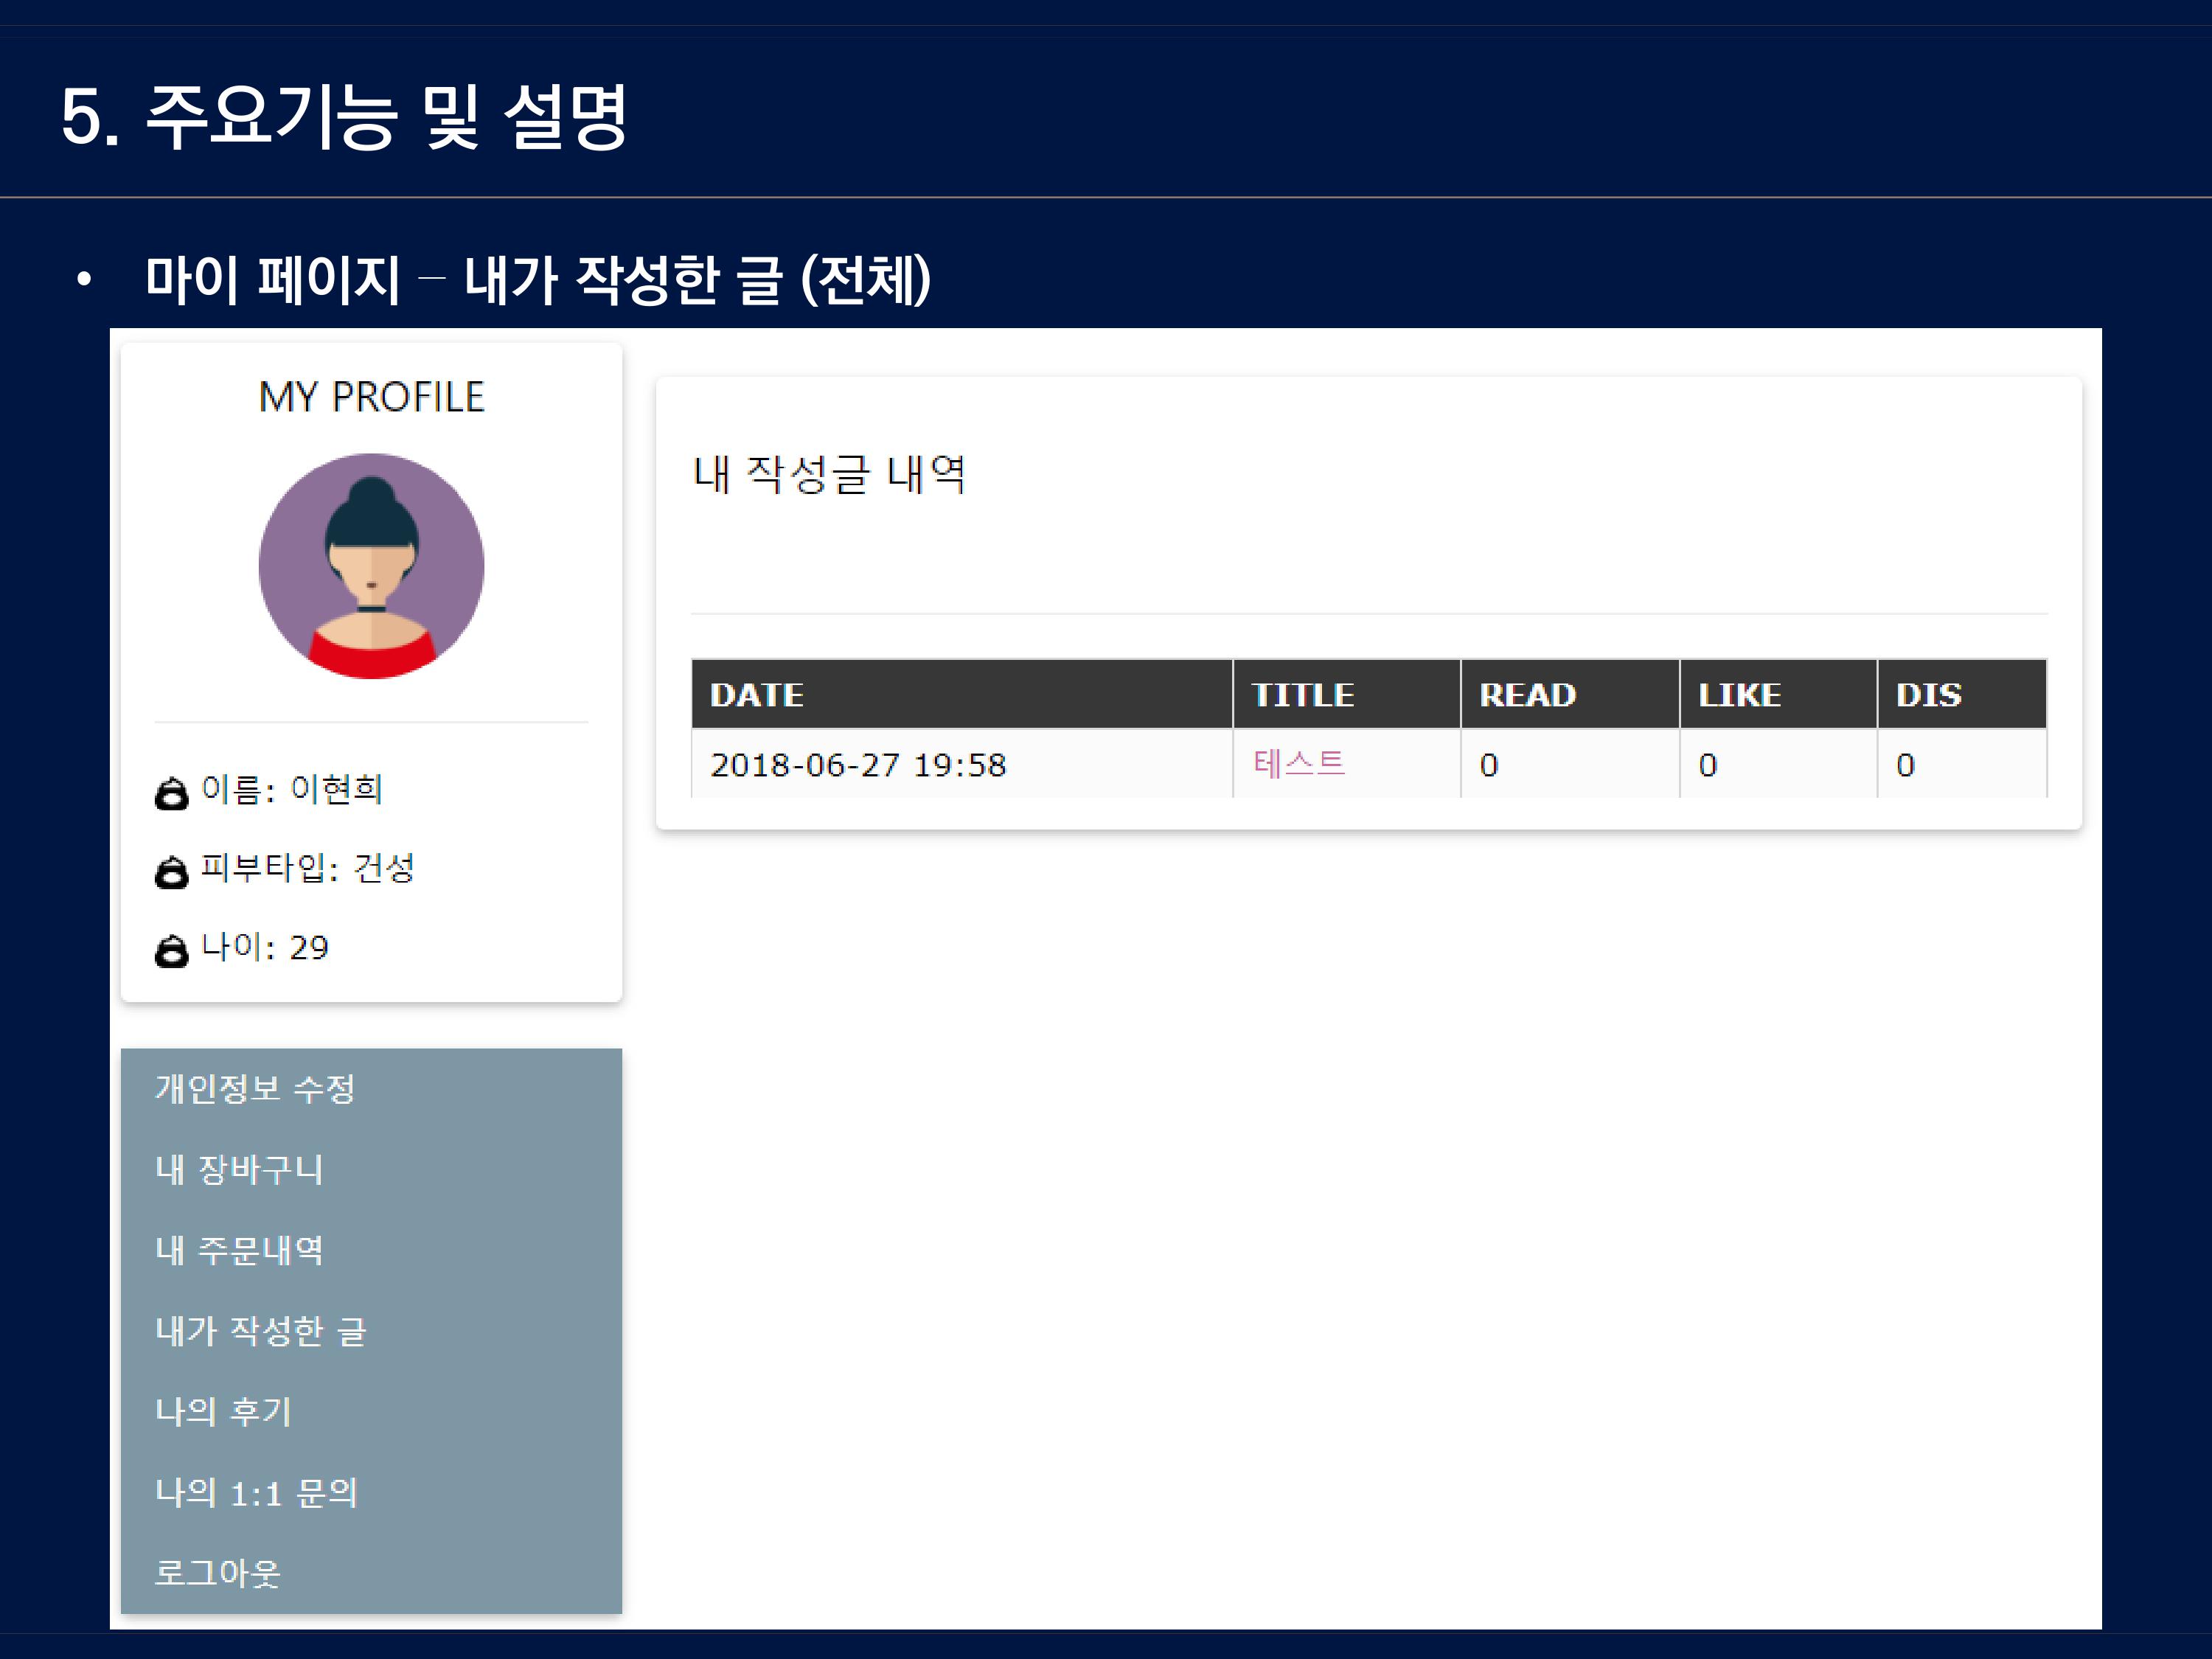 5. 주요기능 및 설명
• 마이 페이지 – 내가 작성한 글 (전체)
MY PROFILE
이름: 이현희
피부타입: 건성
나이: 29
개인정보 수정
내 장바구니
내 주문내역
내가 작성한 글
나의 후기
나의 1:1 문의
로그아웃
내 작성글 내역
DATE TITLE READ LIKE DIS
2018-06-27 19:58 테스트 0 0 0